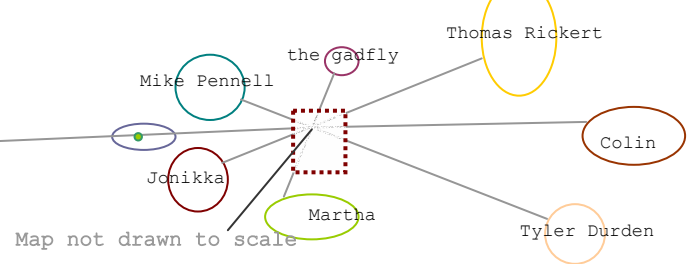 Thomas Rickert
the gadfly
Mike Pennell
Colin
Jonikka
Martha
Tyler Durden
Map not drawn to scale